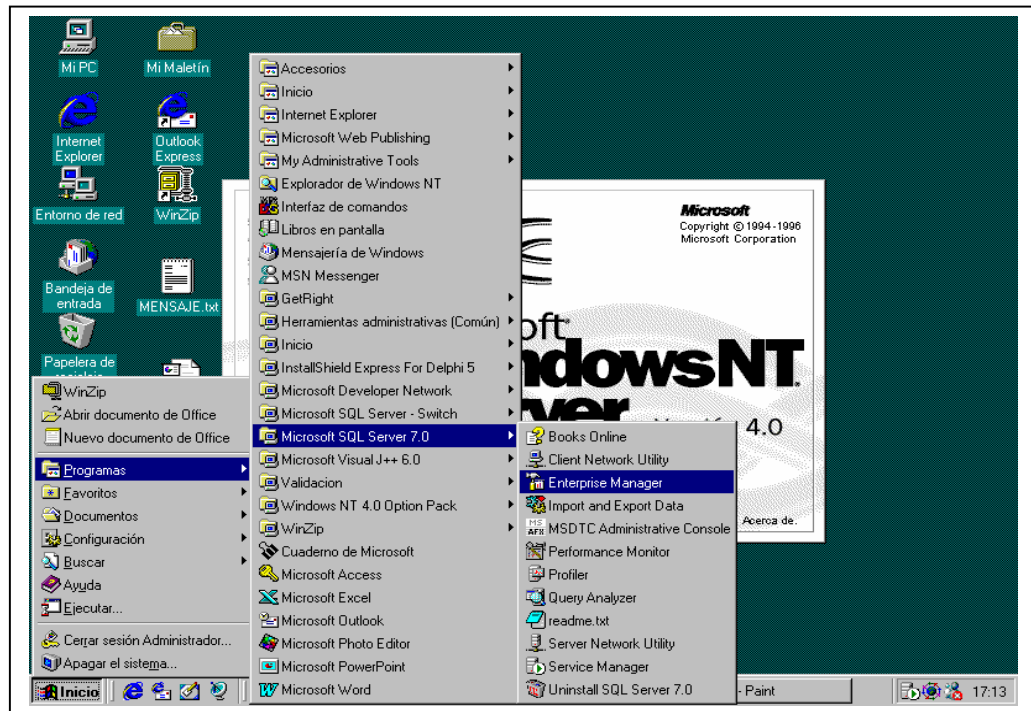 Mi PC
Mi Maletín
Internet
Explorer
Outlook
Express
Entorno de red
WinZip
Bandeja de
entrada
MENSAJE.txt
Papelera de
Microsoft
Copyright © 1994-1996
Microsoft Corporation
oft
ndowsNT
4.0
Acerca de.
WinZip
Abrir documento de Office
Nuevo documento de Office
Programas
Favoritos
Documentos
Configuración
Buscar
Ayuda
Ejecutar...
Cerrar sesión Administrador...
Apagar el sistema...
Accesorios
Inicio
Internet Explorer
Microsoft Web Publishing
My Administrative Tools
Explorador de Windows NT
Interfaz de comandos
Libros en pantalla
Mensajería de Windows
MSN Messenger
GetRight
Herramientas administrativas (Común)
Inicio
InstallShield Express For Delphi 5
Microsoft Developer Network
Microsoft SQL Server - Switch
Microsoft SQL Server 7.0
Microsoft Visual J++ 6.0
Validacion
Windows NT 4.0 Option Pack
WinZip
Cuaderno de Microsoft
Microsoft Access
Microsoft Excel
Microsoft Outlook
Microsoft Photo Editor
Microsoft PowerPoint
Microsoft Word
Books Online
Client Network Utility
Enterprise Manager
Import and Export Data
MSDTC Administrative Console
Performance Monitor
Profiler
Query Analyzer
readme.txt
Server Network Utility
Service Manager
Uninstall SQL Server 7.0
Inicio
- Paint
17:13